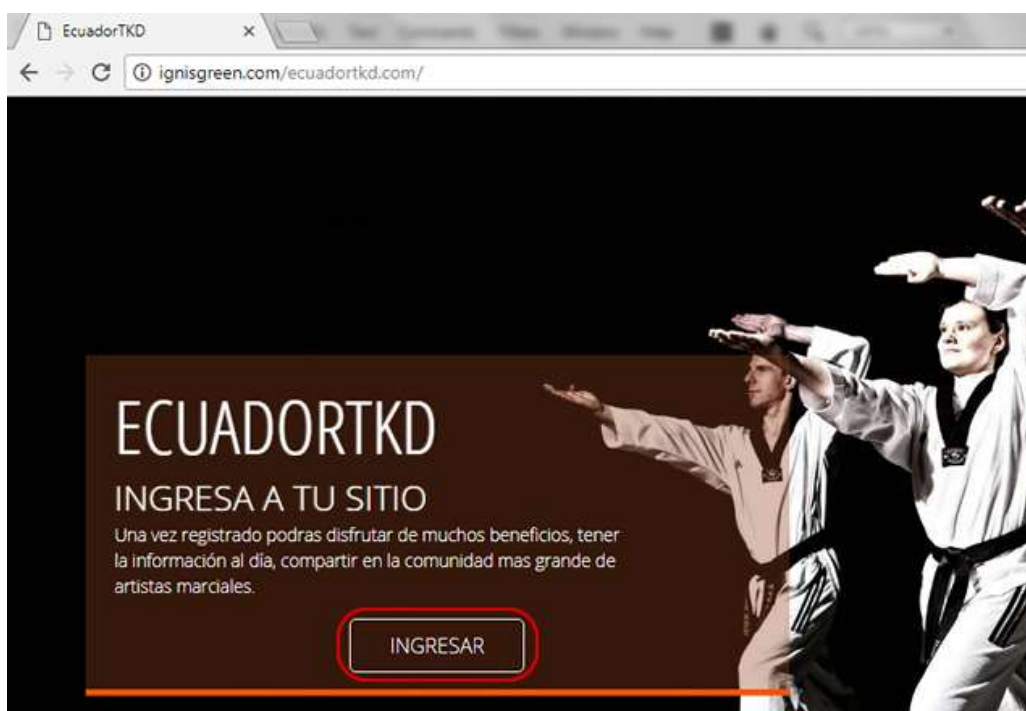 EcuadorTKD
ignisgreen.com/ecuadortkd.com/
ECUADORTKD
INGRESA A TU SITIO
Una vez registrado podras disfrutar de muchos beneficios, tener
la información al día, compartir en la comunidad mas grande de
artistas marciales.
INGRESAR